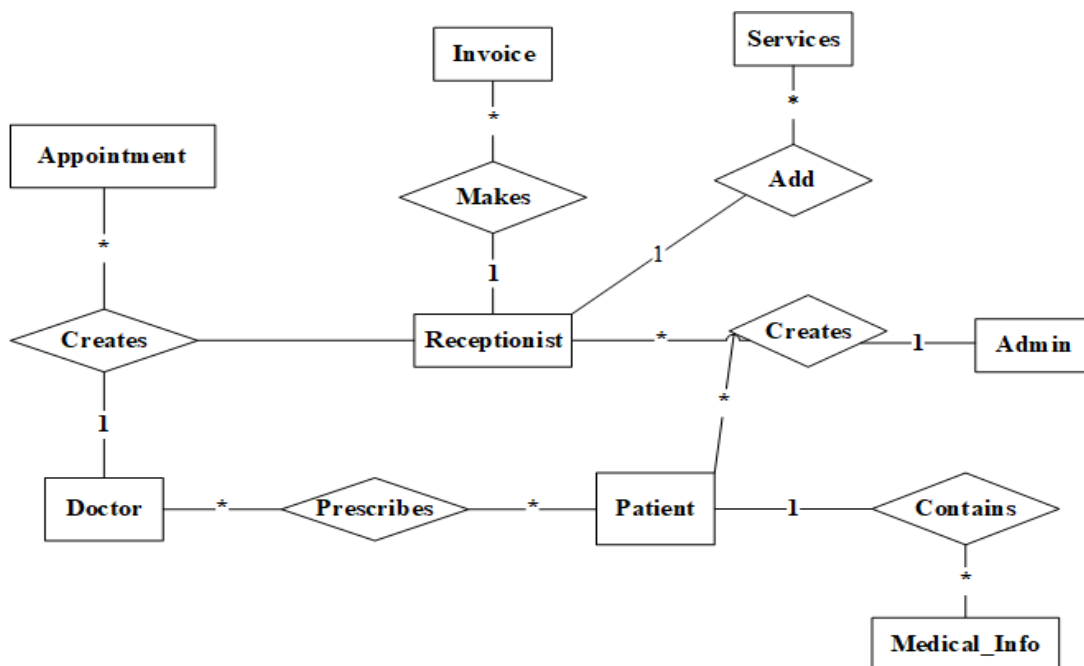 Services
Invoice
*
*
Appointment
Add
Makes
*
1
1
Creates
Receptionist
*
Creates
1
Admin
*
1
Doctor
*
Prescribes
*
Patient
1
Contains
*
Medical_Info